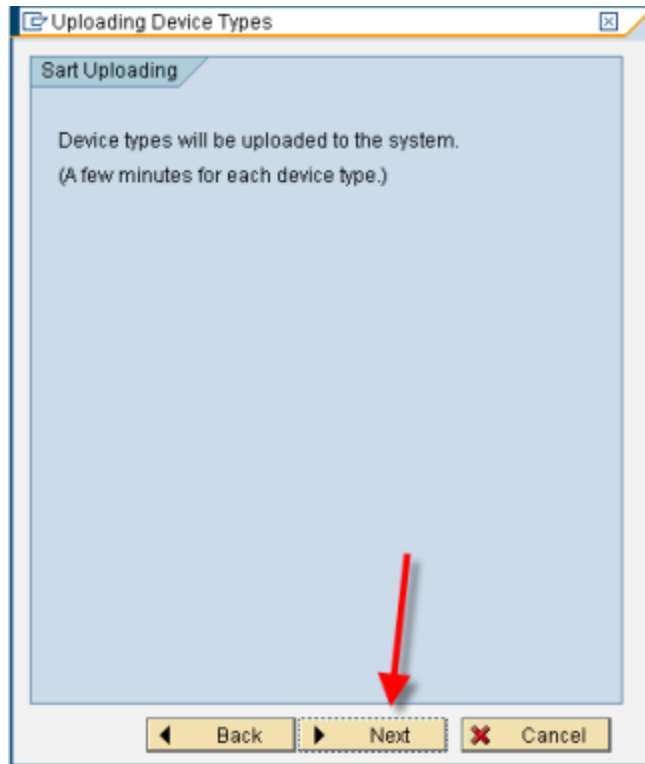 Uploading Device Types
Sart Uploading
Device types will be uploaded to the system.
(A few minutes for each device type.)
Back Next Cancel